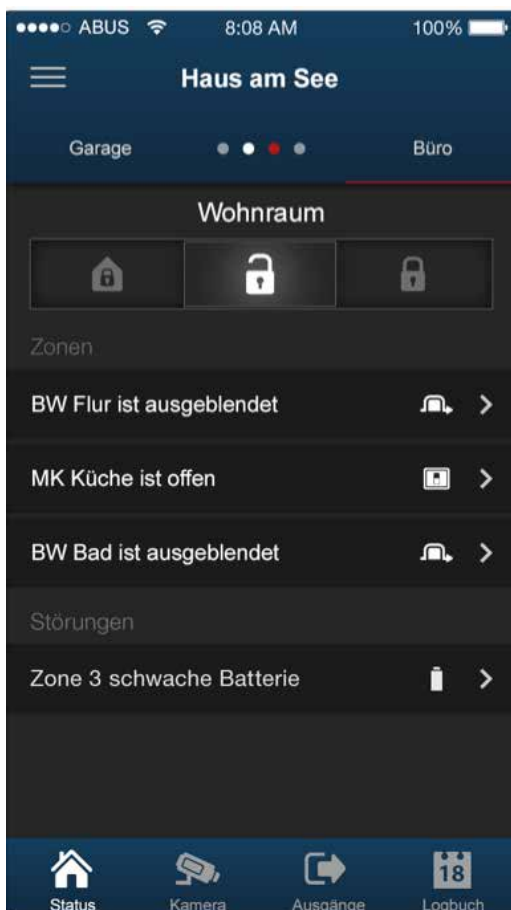 ABUS 8:08 AM 100%
Haus am See
Garage Büro
Wohnraum
Zonen
BW Flur ist ausgeblendet
MK Küche ist offen
BW Bad ist ausgeblendet
Störungen
Zone 3 schwache Batterie
18
Status Kamera Ausgänge Logbuch